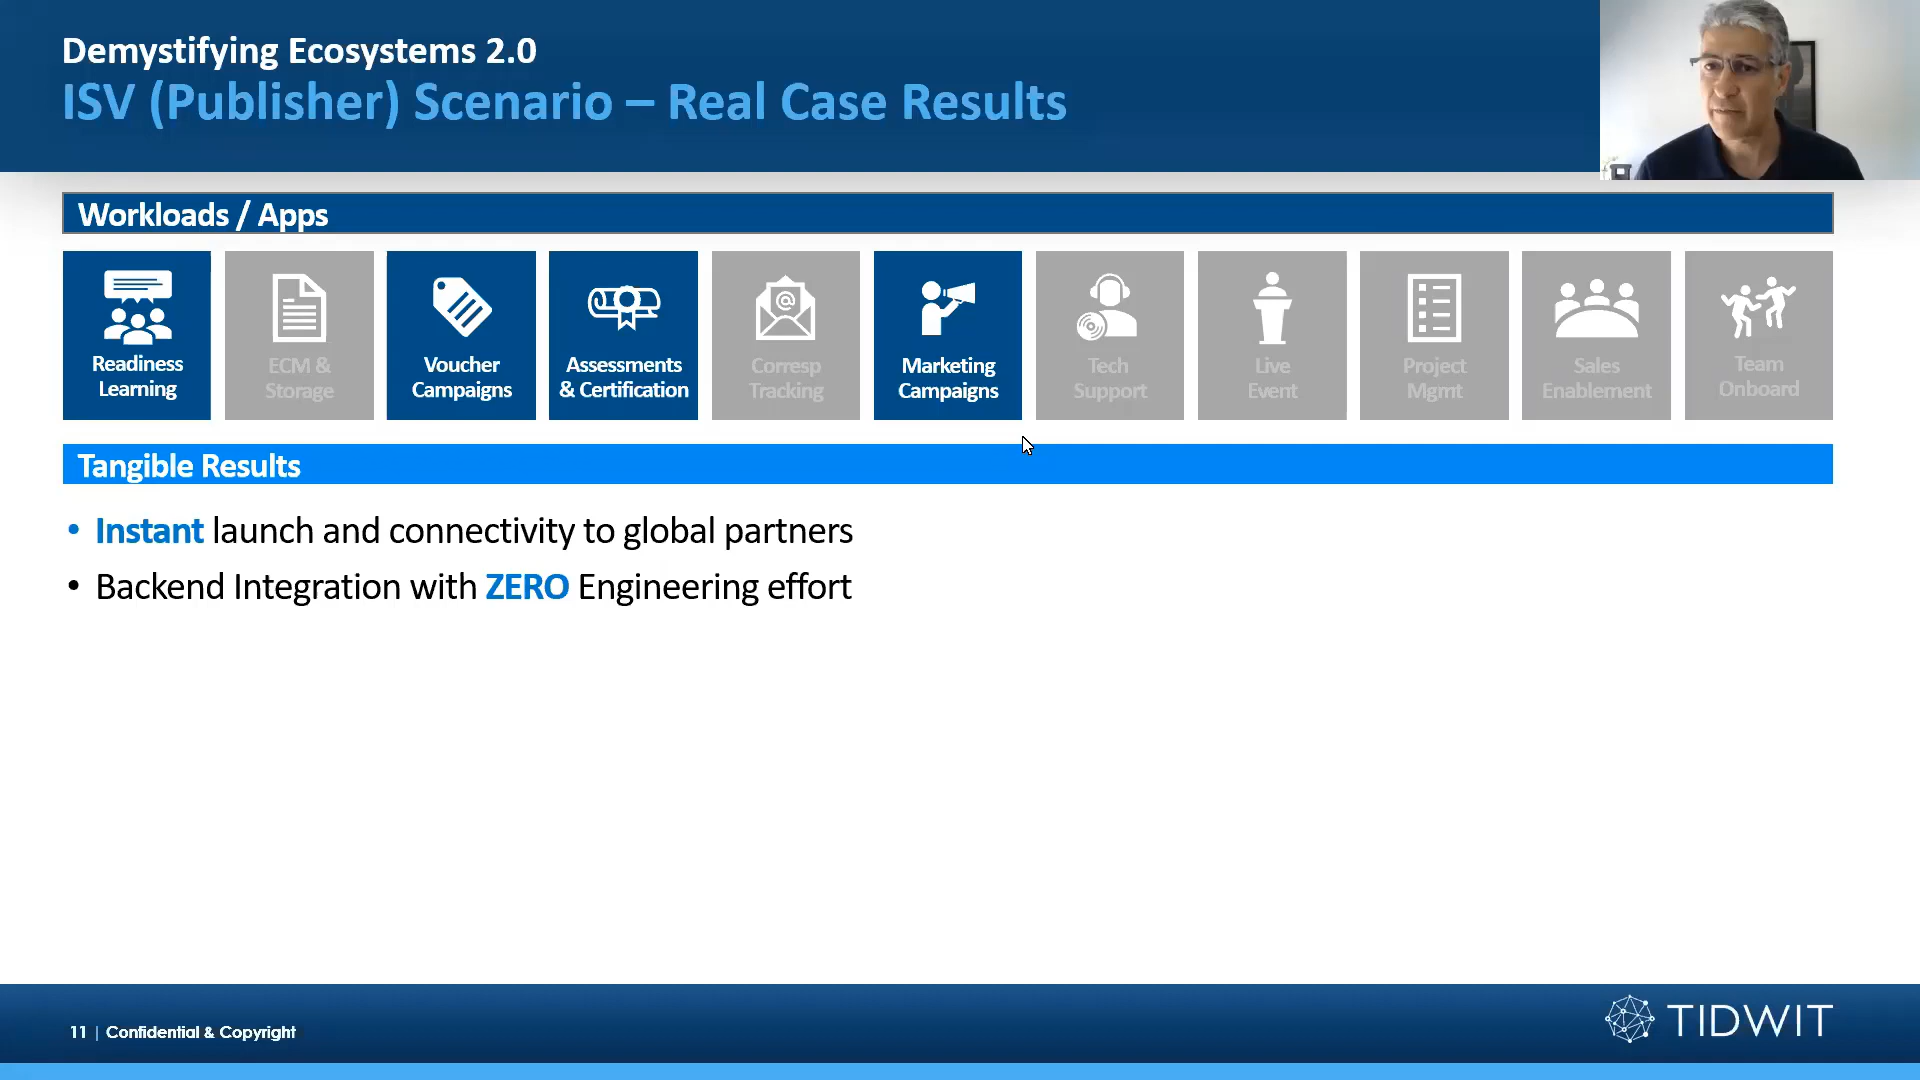 Demystifying Ecosystems 2.0
ISV (Publisher) Scenario – Real Case Results
Workloads / Apps
Readiness
Learning
ECM &
Storage
Voucher
Campaigns
Assessments
& Certification
Corresp
Tracking
Marketing
Campaigns
Tech
Support
Live
Event
Project
Mgmt
Sales
Enablement
Team
Onboard
Tangible Results
• Instant launch and connectivity to global partners
• Backend Integration with ZERO Engineering effort
11 | Confidential & Copyright
TIDWIT